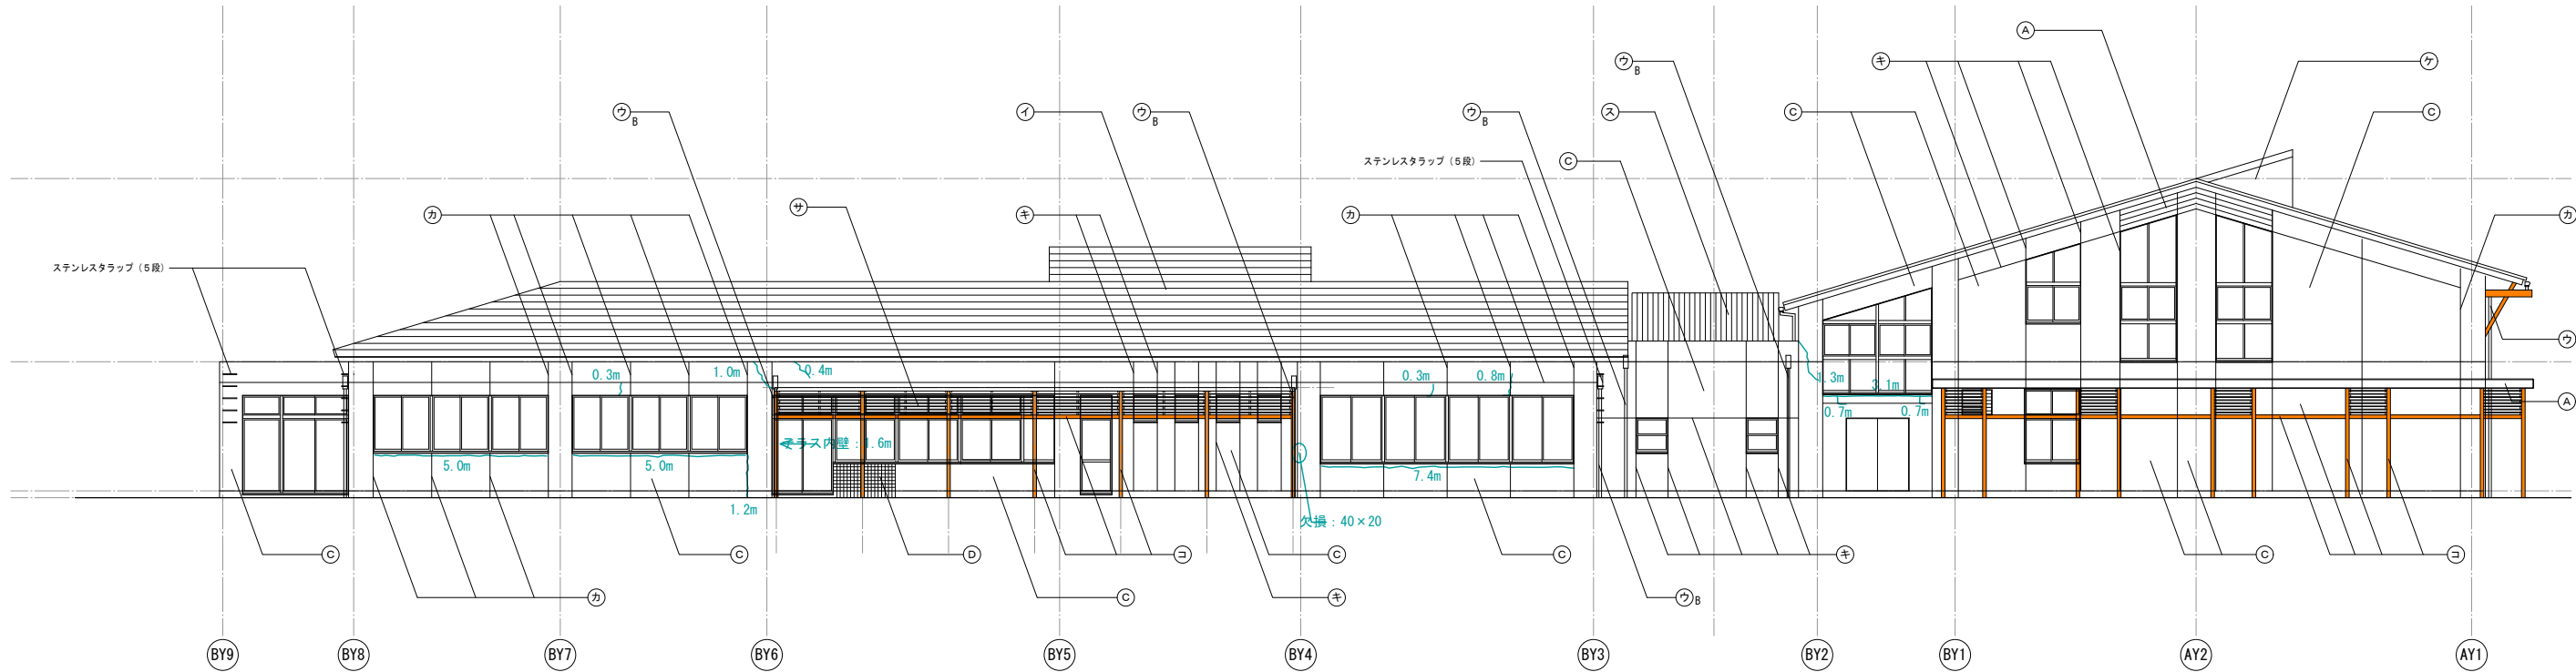 Ⓐ
㋖
㋘
㋒B
㋒B
㋑
㋒B
㋒B
㋜
Ⓒ
Ⓒ
ステンレスタラップ（５段）
Ⓒ
㋚
㋕
㋖
㋕
㋕
ステンレスタラップ（５段）
㋒
0.3m
1.0m
0.4m
0.3m
0.8m
1.3m
3.1m
Ⓐ
0.7m
0.7m
テラス内壁：1.6m
5.0m
5.0m
7.4m
1.2m
欠損：40×20
Ⓒ
Ⓒ
Ⓓ
㋙
Ⓒ
Ⓒ
㋖
Ⓒ
㋙
㋕
Ⓒ
㋖
㋒B
BY9
BY8
BY7
BY6
BY5
BY4
BY3
BY2
BY1
AY2
AY1